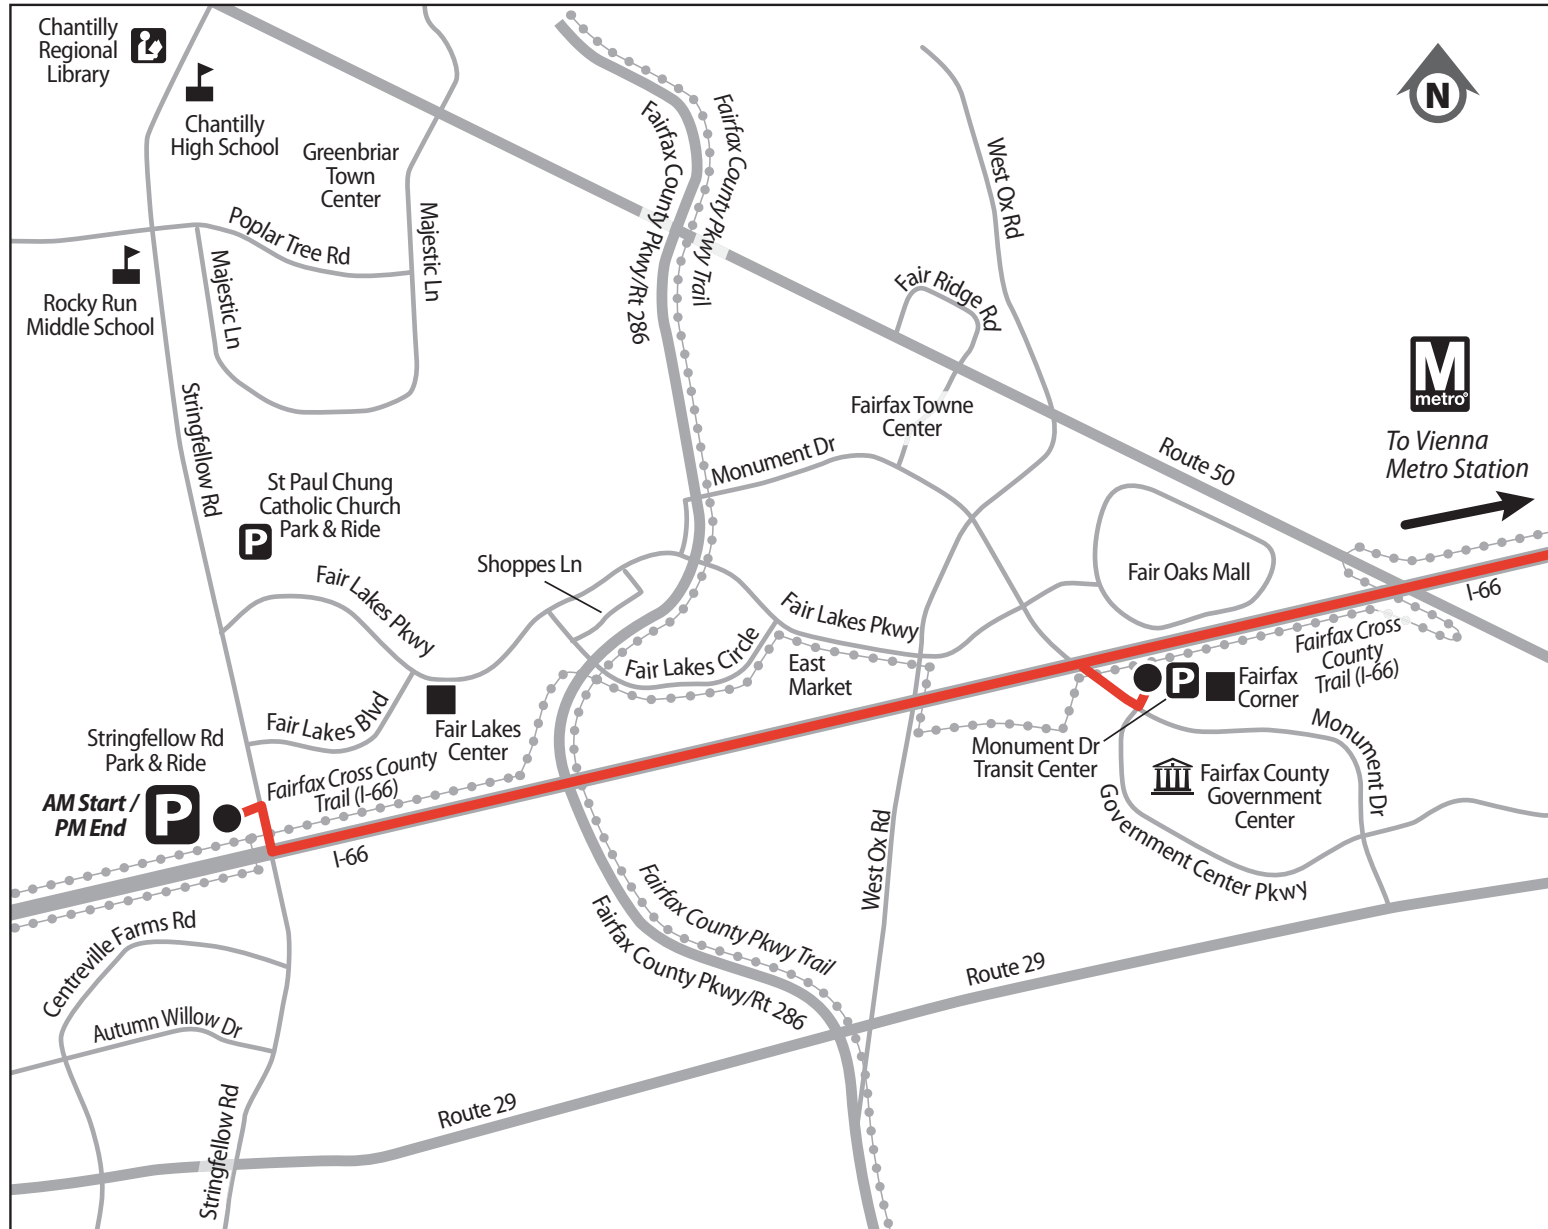 Chantilly
Regional
Library
Chantilly
High School
Greenbriar
Town
Center
Poplar Tree Rd
Majestic Ln
Majestic Ln
Rocky Run
Middle School
Stringfellow Rd
Fairfax County Pkwy/Rt 286
Fairfax County Pkwy Trail
West Ox Rd
N
Fair Ridge Rd
Fairfax Towne
Center
Monument Dr
Route 50
M
metro
To Vienna
Metro Station
St Paul Chung
Catholic Church
Park & Ride
P
Shoppes Ln
Fair Lakes Pkwy
Fair Lakes Pkwy
Fair Oaks Mall
I-66
Fair Lakes Circle
East
Market
Fairfax Cross
County
Trail (I-66)
P
Fairfax
Corner
Fair Lakes Blvd
Fair Lakes
Center
Stringfellow Rd
Park & Ride
AM Start /
PM End
P
Fairfax Cross County
Trail (I-66)
I-66
Monument Dr
Transit Center
Monument Dr
Fairfax County
Government
Center
Government Center Pkwy
West Ox Rd
Fairfax County Pkwy Trail
Fairfax County Pkwy/Rt 286
Centreville Farms Rd
Autumn Willow Dr
Route 29
Route 29
Stringfellow Rd